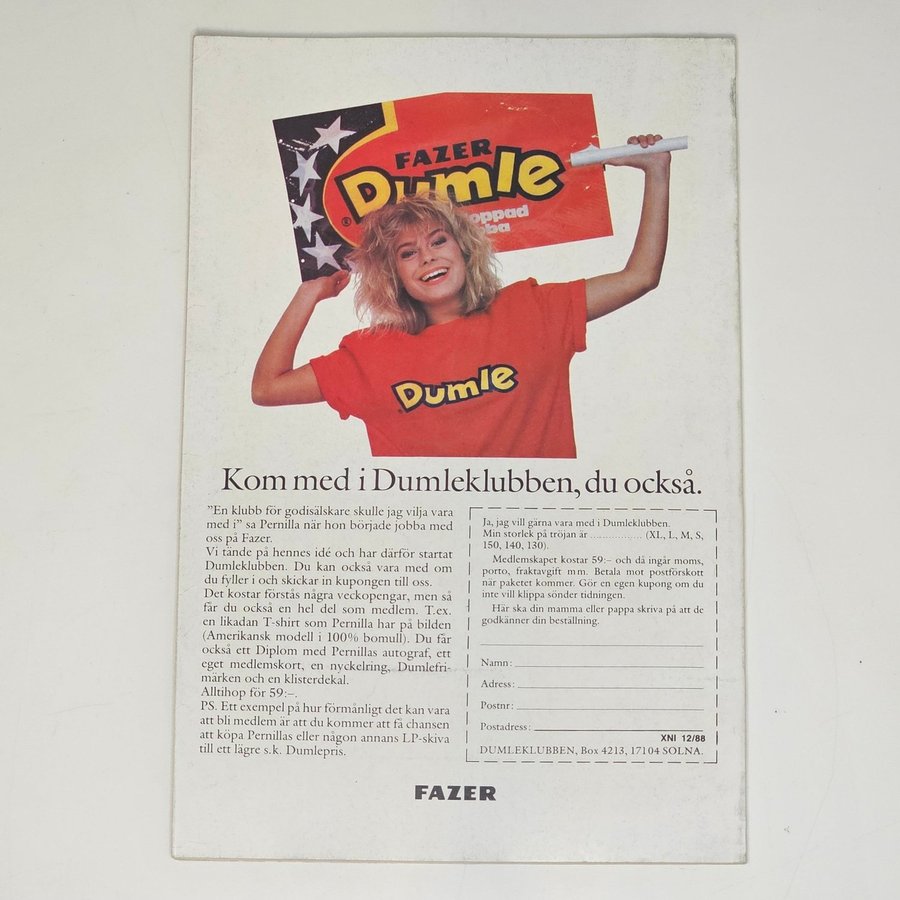 FAZER
Dumle
®
oppad
ba
Dumle
Kom med i Dumleklubben, du också.
"En klubb för godisälskare skulle jag vilja vara
med i" sa Pernilla när hon började jobba med
oss på Fazer.
Vi tände på hennes idé och har därför startat
Dumleklubben. Du kan också vara med om
du fyller i och skickar in kupongen till oss.
Det kostar förstås några veckopengar, men så
får du också en hel del som medlem. T.ex.
en likadan T-shirt som Pernilla har på bilden
(Amerikansk modell i 100% bomull). Du får
också ett Diplom med Pernillas autograf, ett
eget medlemskort, en nyckelring, Dumlefri-
märken och en klisterdekal.
Alltihop för 59:–.
PS. Ett exempel på hur förmånligt det kan vara
att bli medlem är att du kommer att få chansen
att köpa Pernillas eller någon annans LP-skiva
till ett lägre s.k. Dumlepris.
Ja, jag vill gärna vara med i Dumleklubben.
Min storlek på tröjan är ................. (XL, L, M, S,
150, 140, 130).
Medlemskapet kostar 59:– och då ingår moms,
porto, fraktavgift m.m. Betala mot postförskott
när paketet kommer. Gör en egen kupong om du
inte vill klippa sönder tidningen.
Här ska din mamma eller pappa skriva på att de
godkänner din beställning.
Namn:
Adress:
Postnr:
Postadress:
XNI 12/88
DUMLEKLUBBEN, Box 4213, 17104 SOLNA.
FAZER